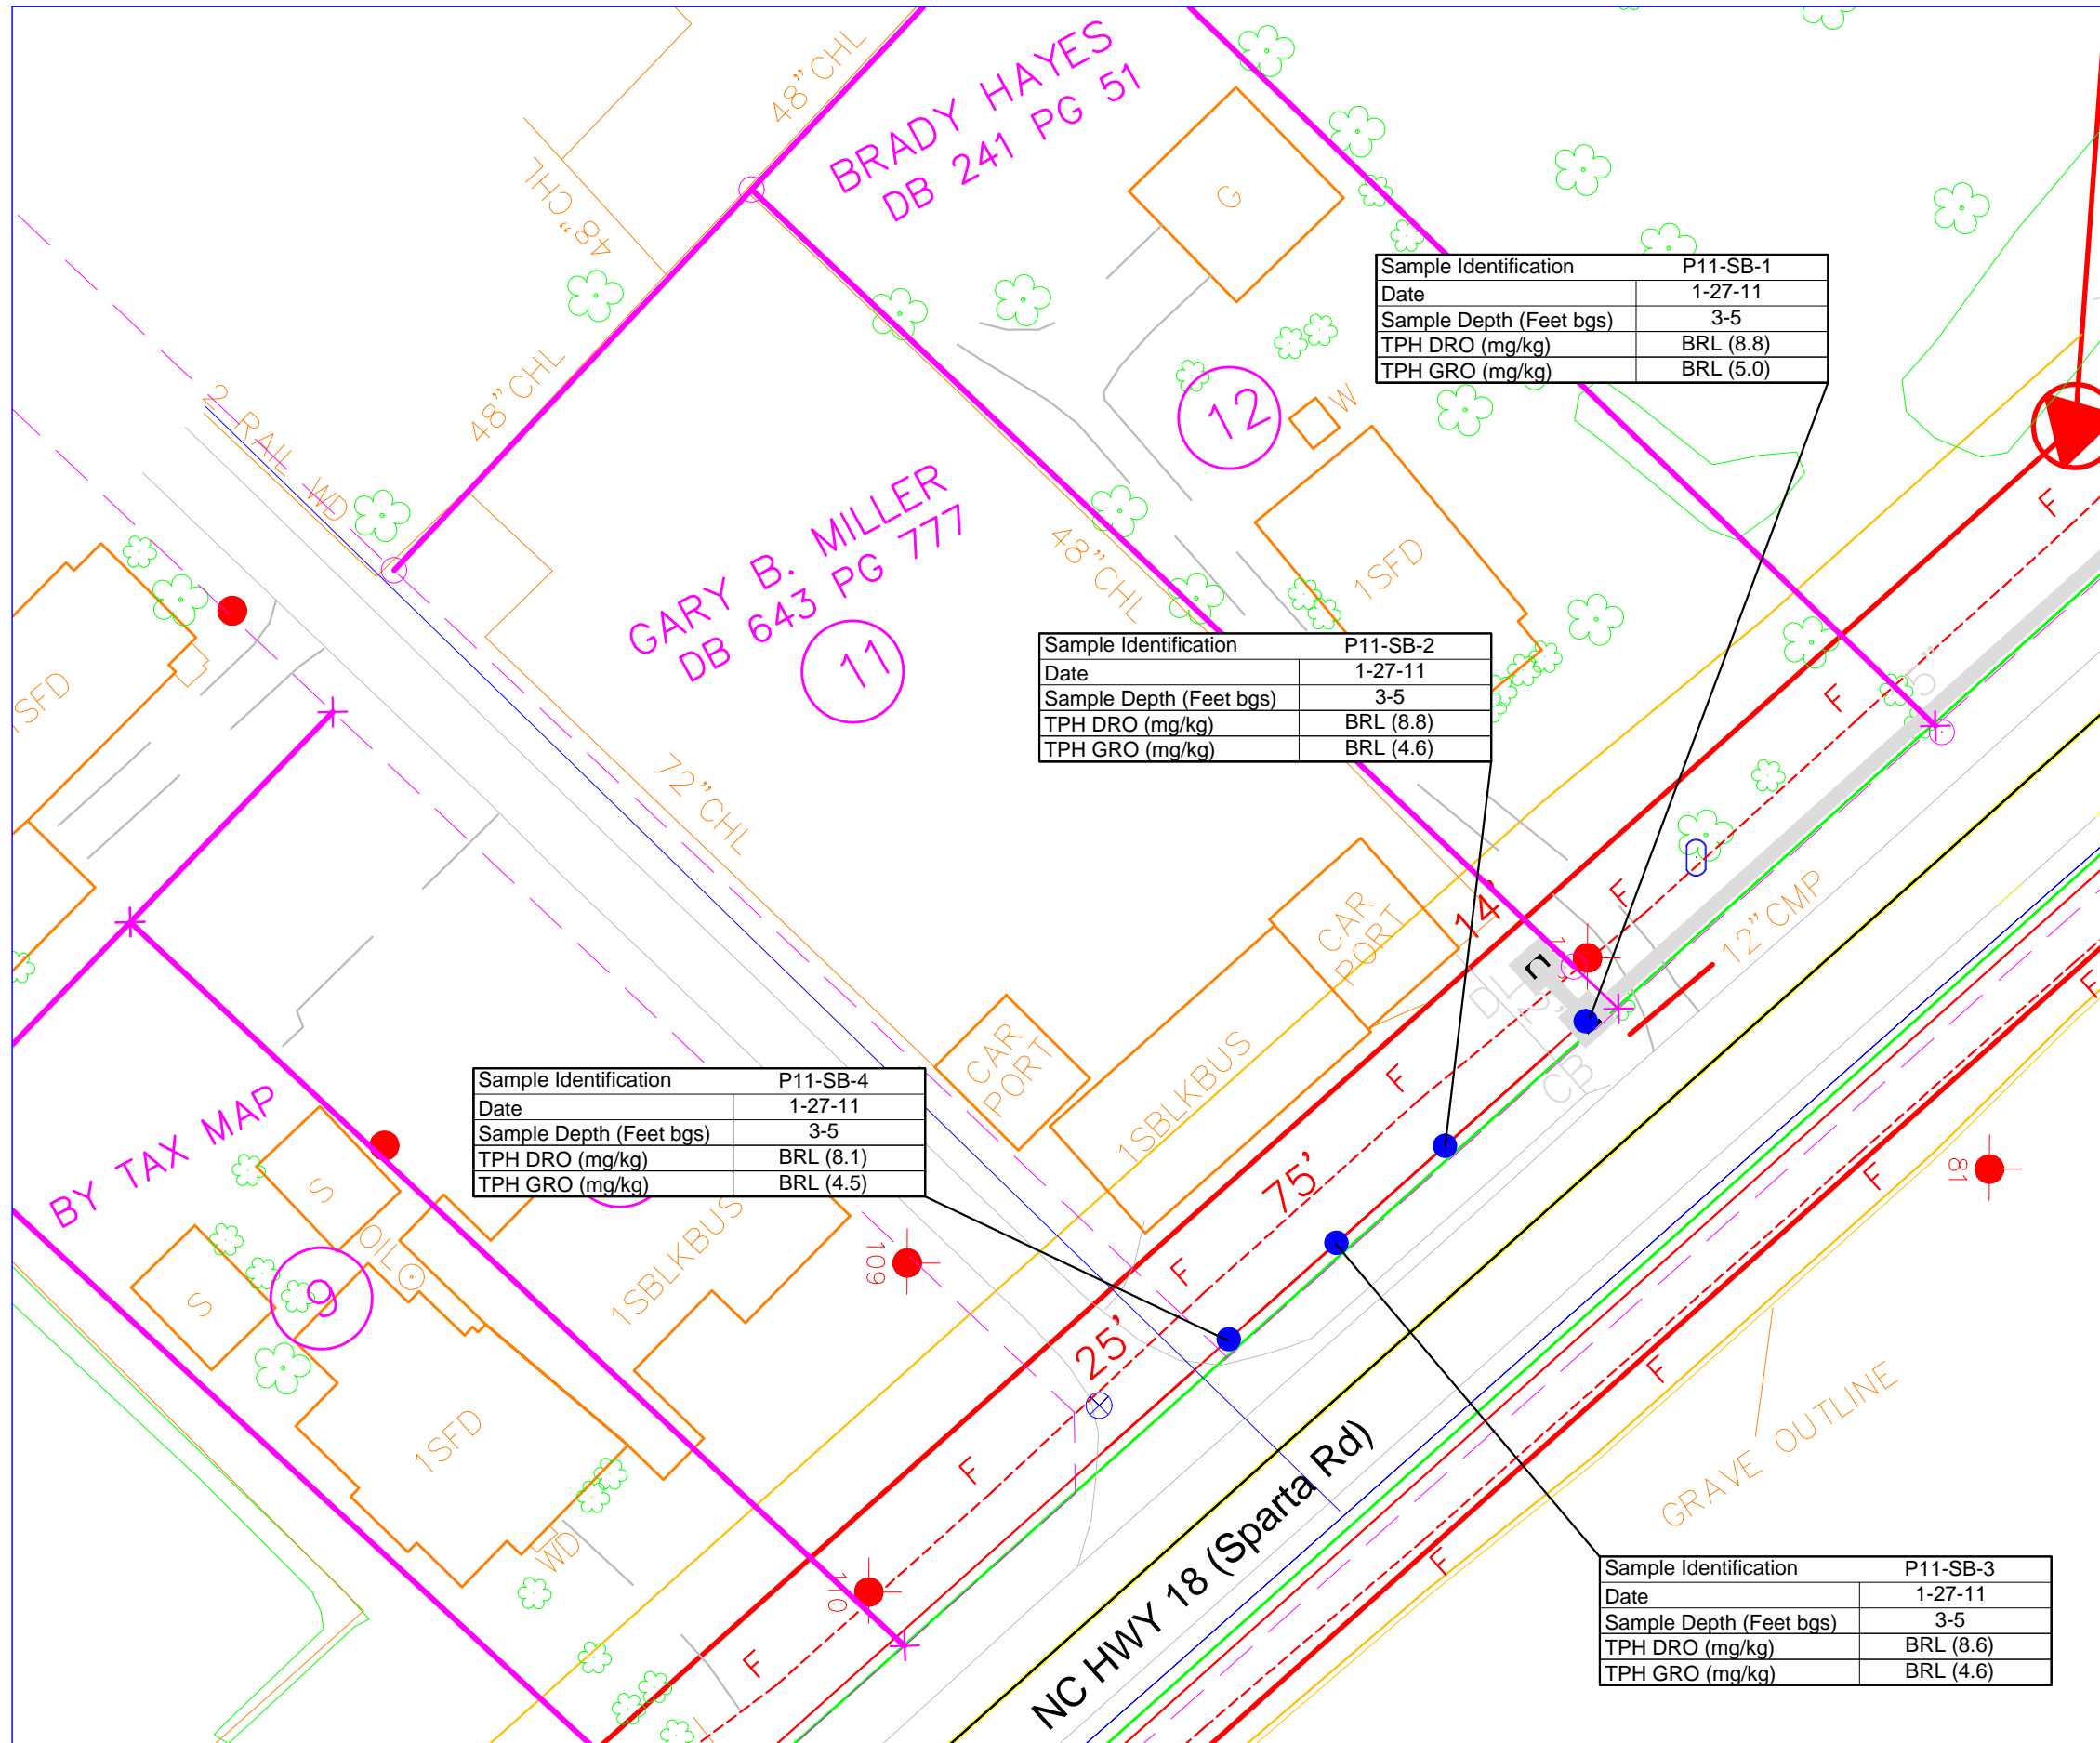 48" CHL
BRADY HAYES
DB 241 PG 51
48" CHL
G
Sample Identification P11-SB-1
Date 1-27-11
Sample Depth (Feet bgs) 3-5
TPH DRO (mg/kg) BRL (8.8)
TPH GRO (mg/kg) BRL (5.0)
48" CHL
2 RAIL WD
12
W
GARY B. MILLER
DB 643 PG 777
11
48" CHL
1SFD
F
1SFD
Sample Identification P11-SB-2
Date 1-27-11
Sample Depth (Feet bgs) 3-5
TPH DRO (mg/kg) BRL (8.8)
TPH GRO (mg/kg) BRL (4.6)
F
72" CHL
CAR
PORT
14'
F
12" CMP
DI
CB
CAR
PORT
1SBLKBUS
F
F
Sample Identification P11-SB-4
Date 1-27-11
Sample Depth (Feet bgs) 3-5
TPH DRO (mg/kg) BRL (8.1)
TPH GRO (mg/kg) BRL (4.5)
BY TAX MAP
S
S
OIL
9
1SBLKBUS
109
75'
F
F
81
25'
F
1SFD
WD
F
F
GRAVE OUTLINE
110
F
F
NC HWY 18 (Sparta Rd)
Sample Identification P11-SB-3
Date 1-27-11
Sample Depth (Feet bgs) 3-5
TPH DRO (mg/kg) BRL (8.6)
TPH GRO (mg/kg) BRL (4.6)